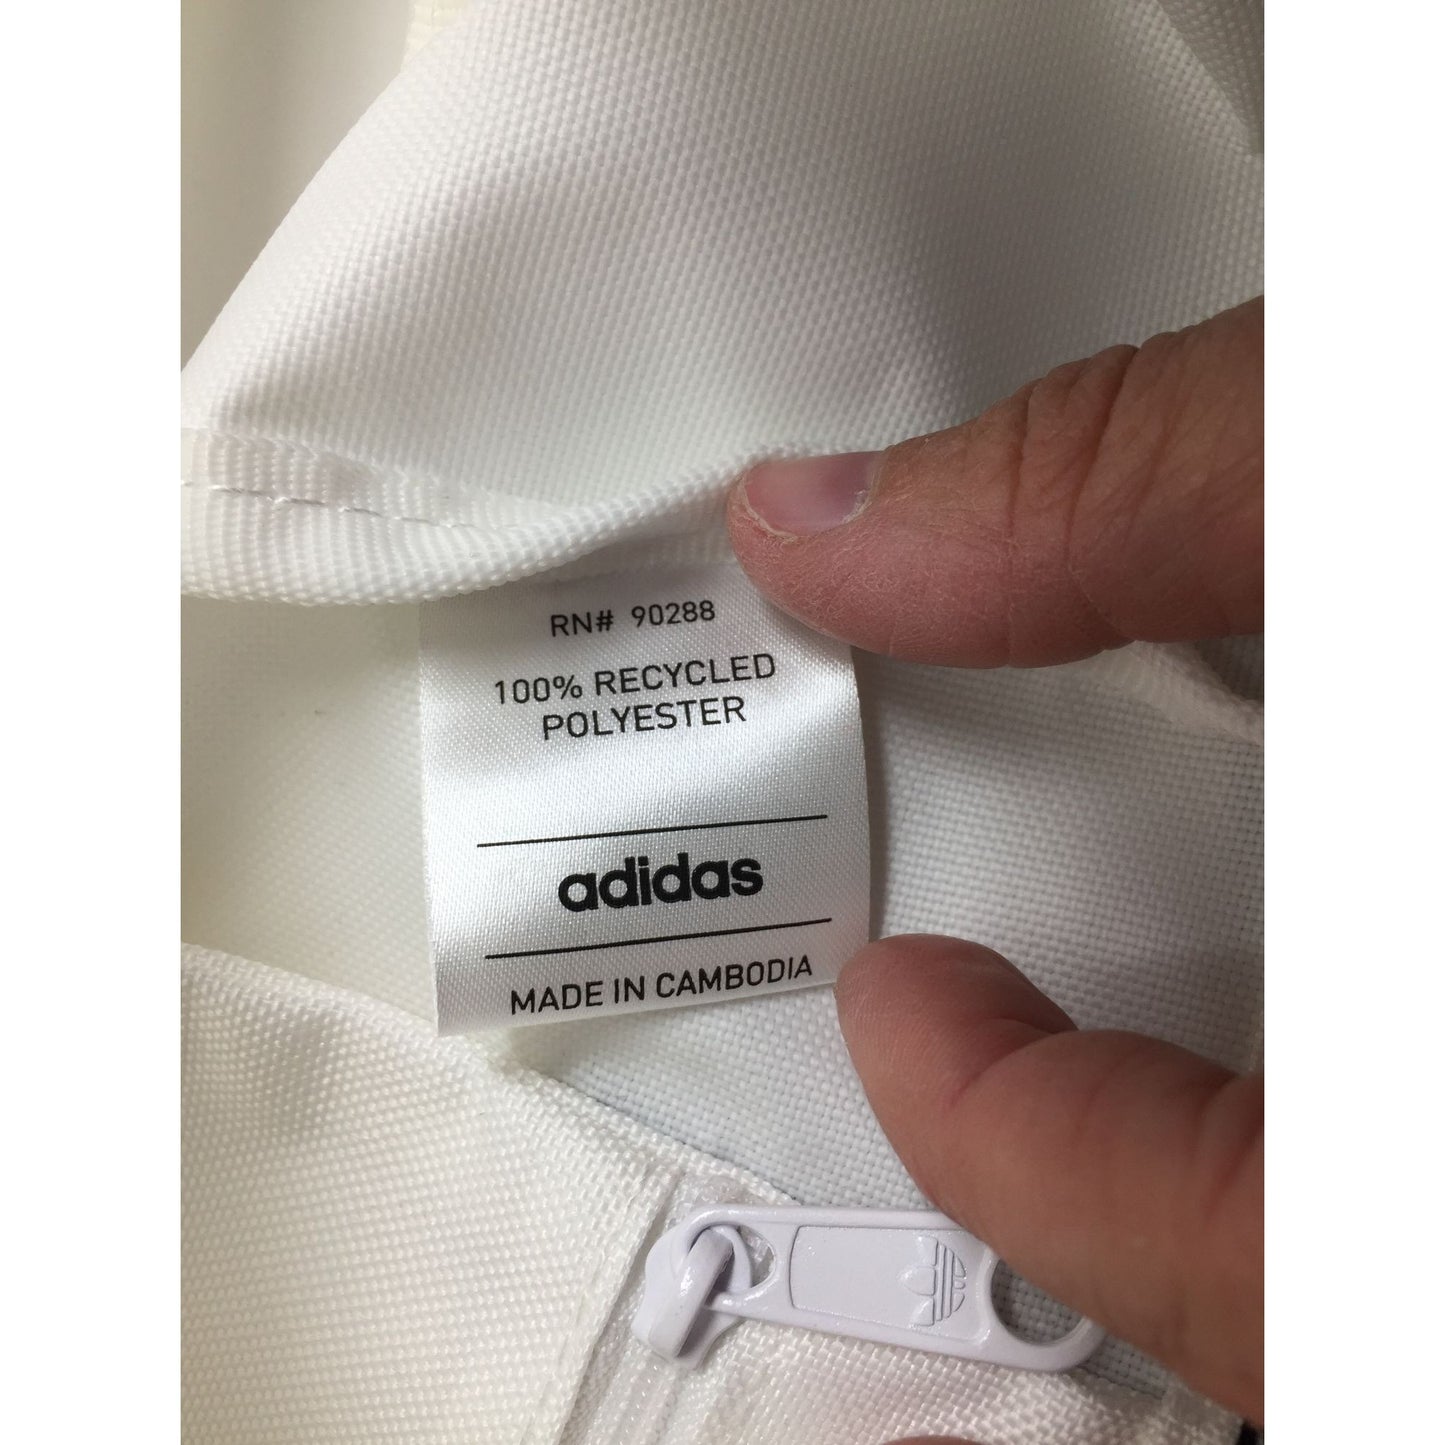 RN# 90288
100% RECYCLED
POLYESTER
adidas
MADE IN CAMBODIA